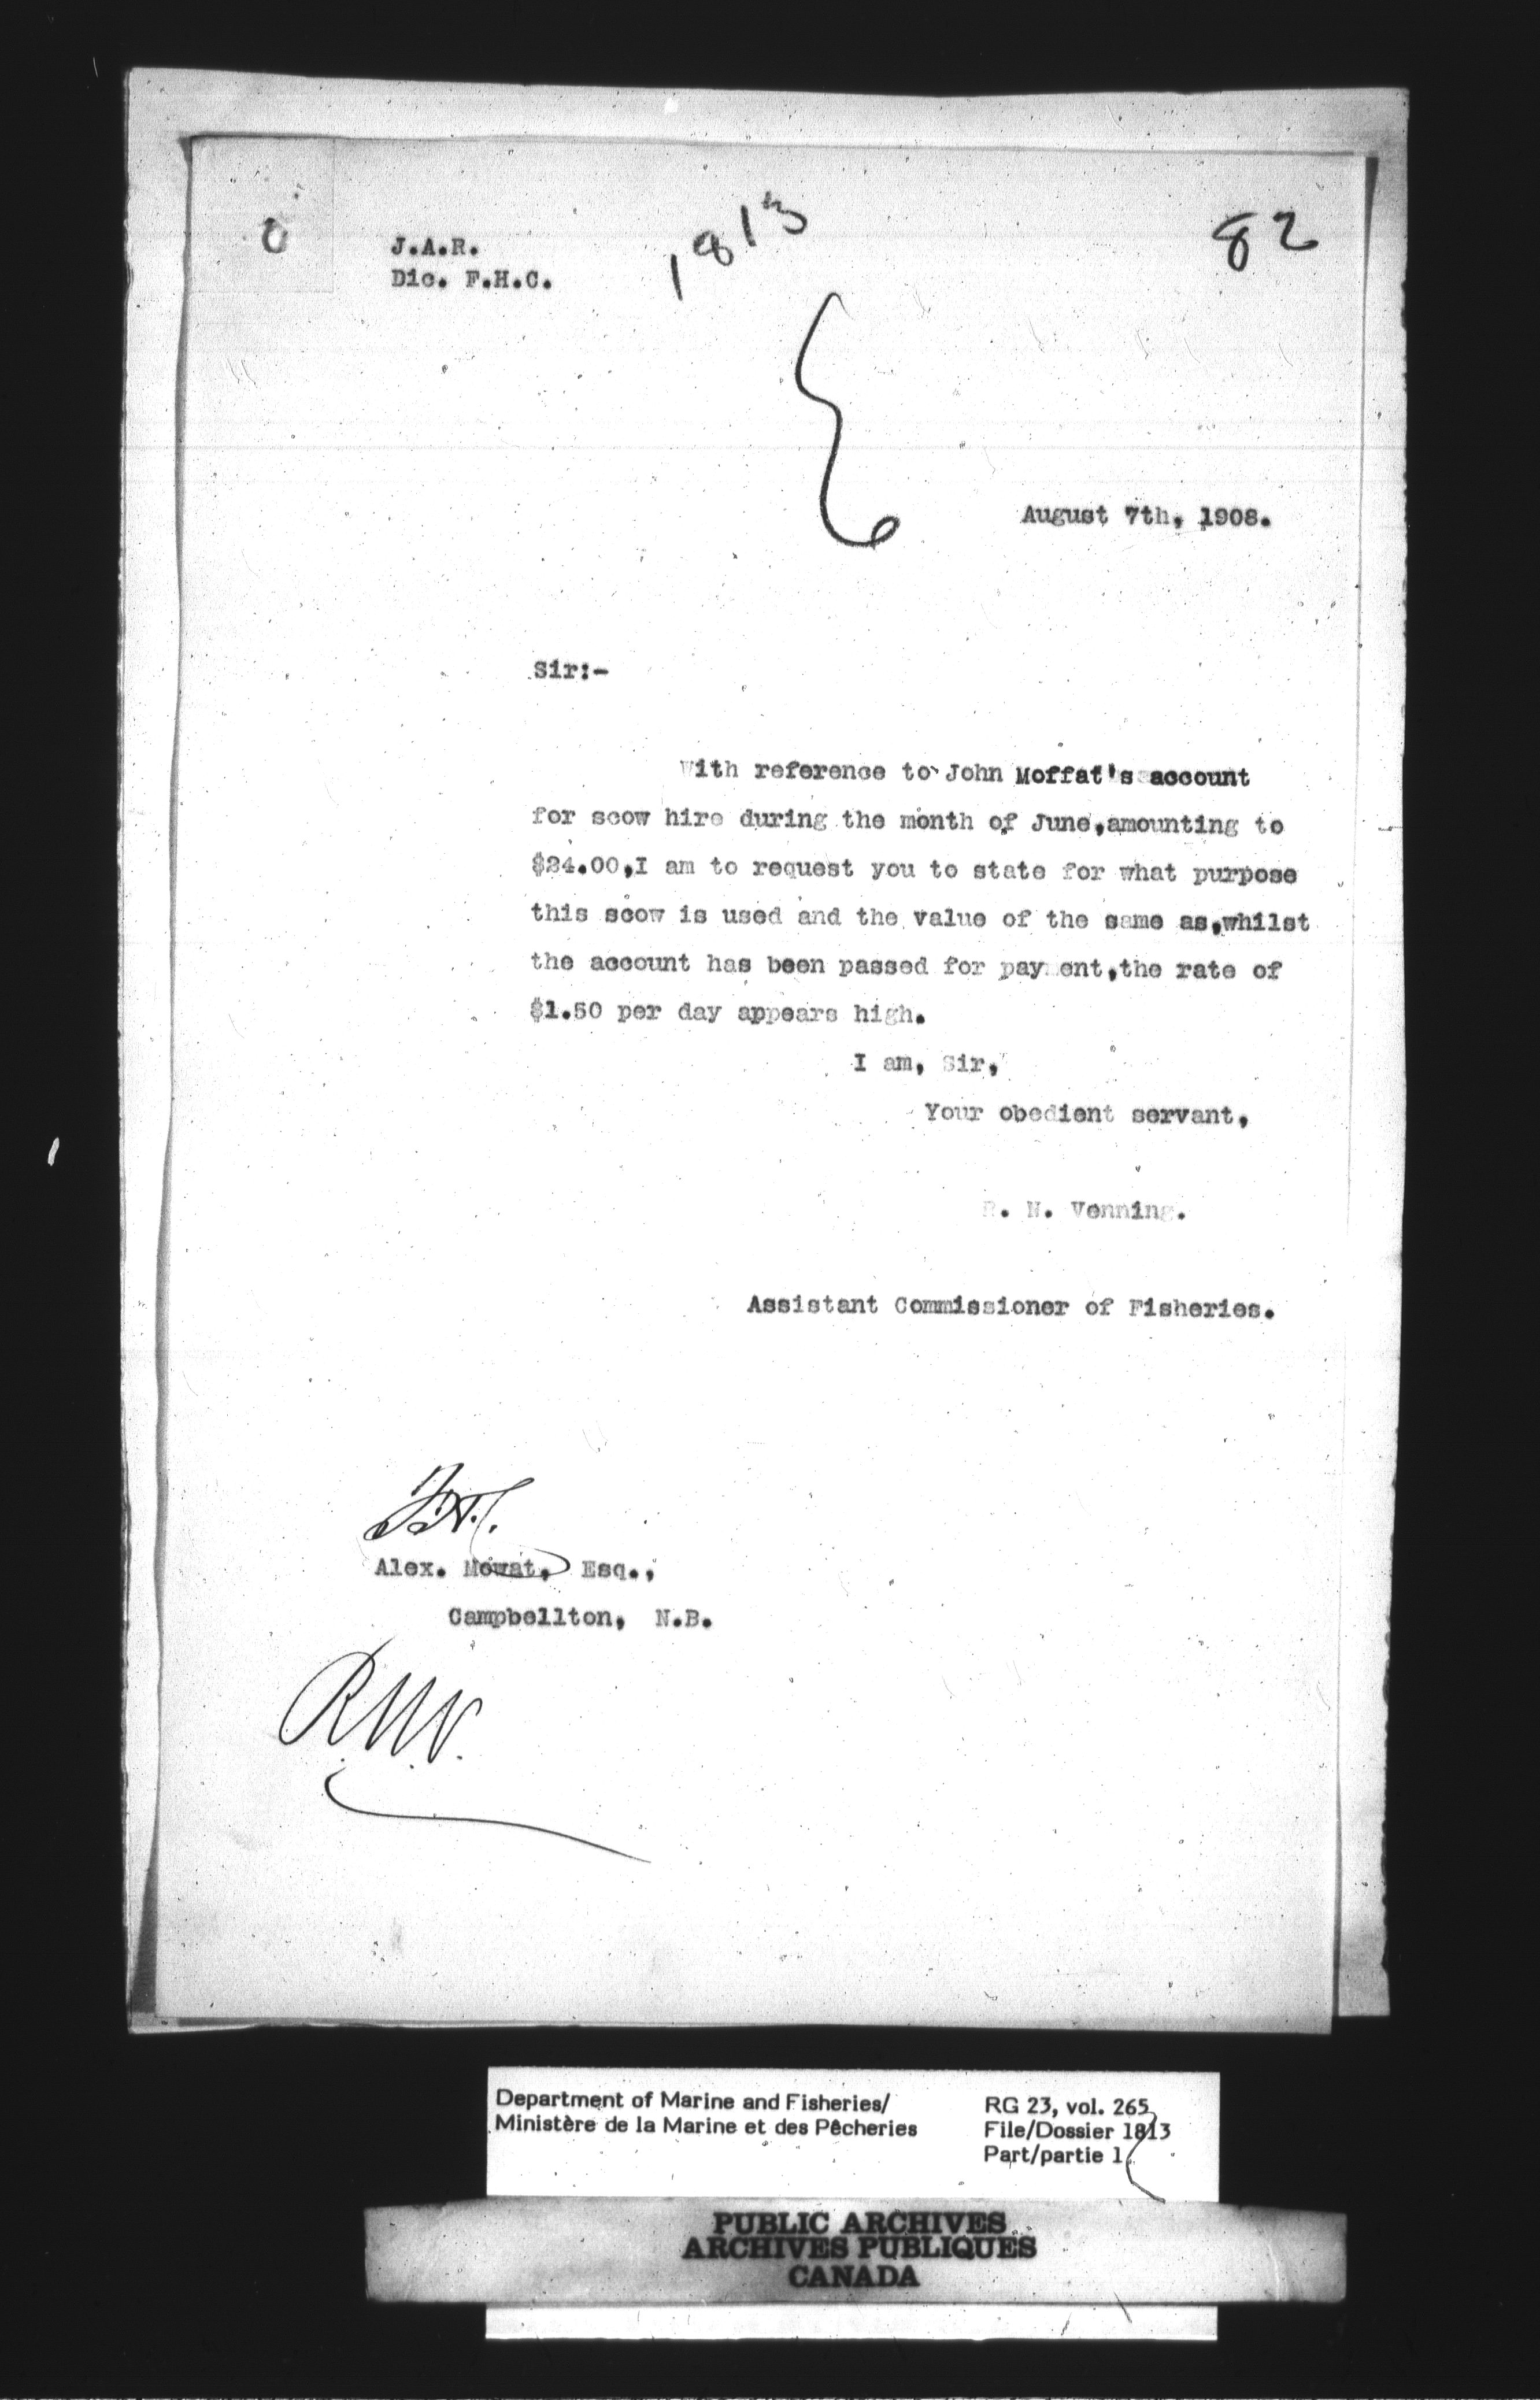 1813
82
J.A.R.
Dic. F.H.C.
August 7th, 1908.
Sir:-
With reference to John Moffat's account
for scow hire during the month of June,amounting to
$24.00,I am to request you to state for what purpose
this scow is used and the value of the same as,whilst
the account has been passed for payment,the rate of
$1.50 per day appears high.
I am, Sir,
Your obedient servant,
R. N. Venning.
Assistant Commissioner of Fisheries.
Alex. Mowat, Esq.,
Campbellton, N.B.
R.N.V.
Department of Marine and Fisheries/
Ministère de la Marine et des Pêcheries
RG 23, vol. 265
File/Dossier 1813
Part/partie 1
PUBLIC ARCHIVES
ARCHIVES PUBLIQUES
CANADA